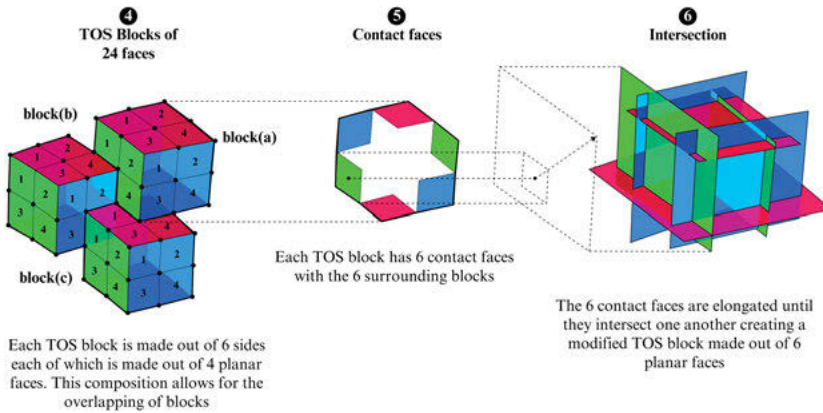 4
TOS Blocks of
24 faces
block(b)
block(a)
block(c)
1 2
3 4
1 2
3 4
1 2
3 4
1 2
3 4
1 2
3 4
1 2
3 4
1 2
3 4
Each TOS block is made out of 6 sides
each of which is made out of 4 planar
faces. This composition allows for the
overlapping of blocks
5
Contact faces
Each TOS block has 6 contact faces
with the 6 surrounding blocks
6
Intersection
The 6 contact faces are elongated until
they intersect one another creating a
modified TOS block made out of 6
planar faces